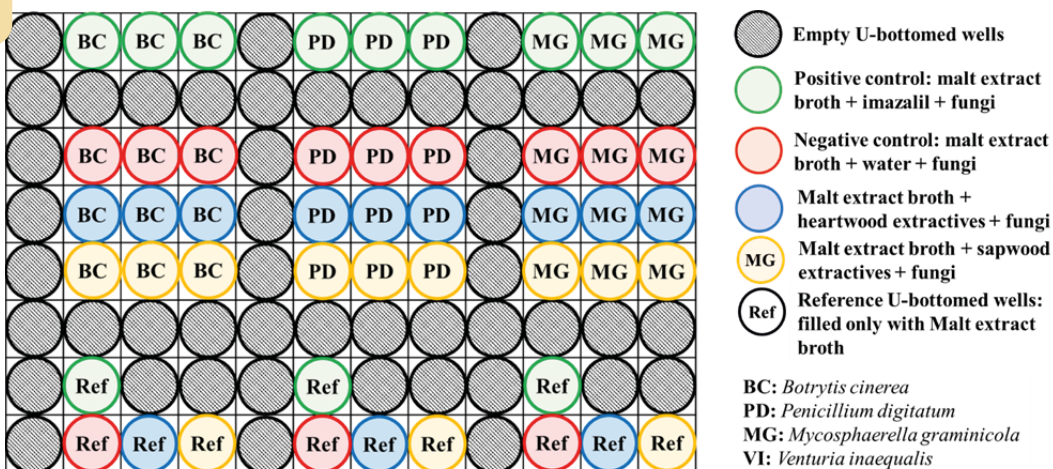 BC BC BC PD PD PD MG MG MG
BC BC BC PD PD PD MG MG MG
BC BC BC PD PD PD MG MG MG
BC BC BC PD PD PD MG MG MG
Ref Ref Ref
Ref Ref Ref Ref Ref Ref Ref Ref Ref
Empty U-bottomed wells
Positive control: malt extract
broth + imazalil + fungi
Negative control: malt extract
broth + water + fungi
Malt extract broth +
heartwood extractives + fungi
MG Malt extract broth + sapwood
extractives + fungi
Ref Reference U-bottomed wells:
filled only with Malt extract
broth
BC: Botrytis cinerea
PD: Penicillium digitatum
MG: Mycosphaerella graminicola
VI: Venturia inaequalis